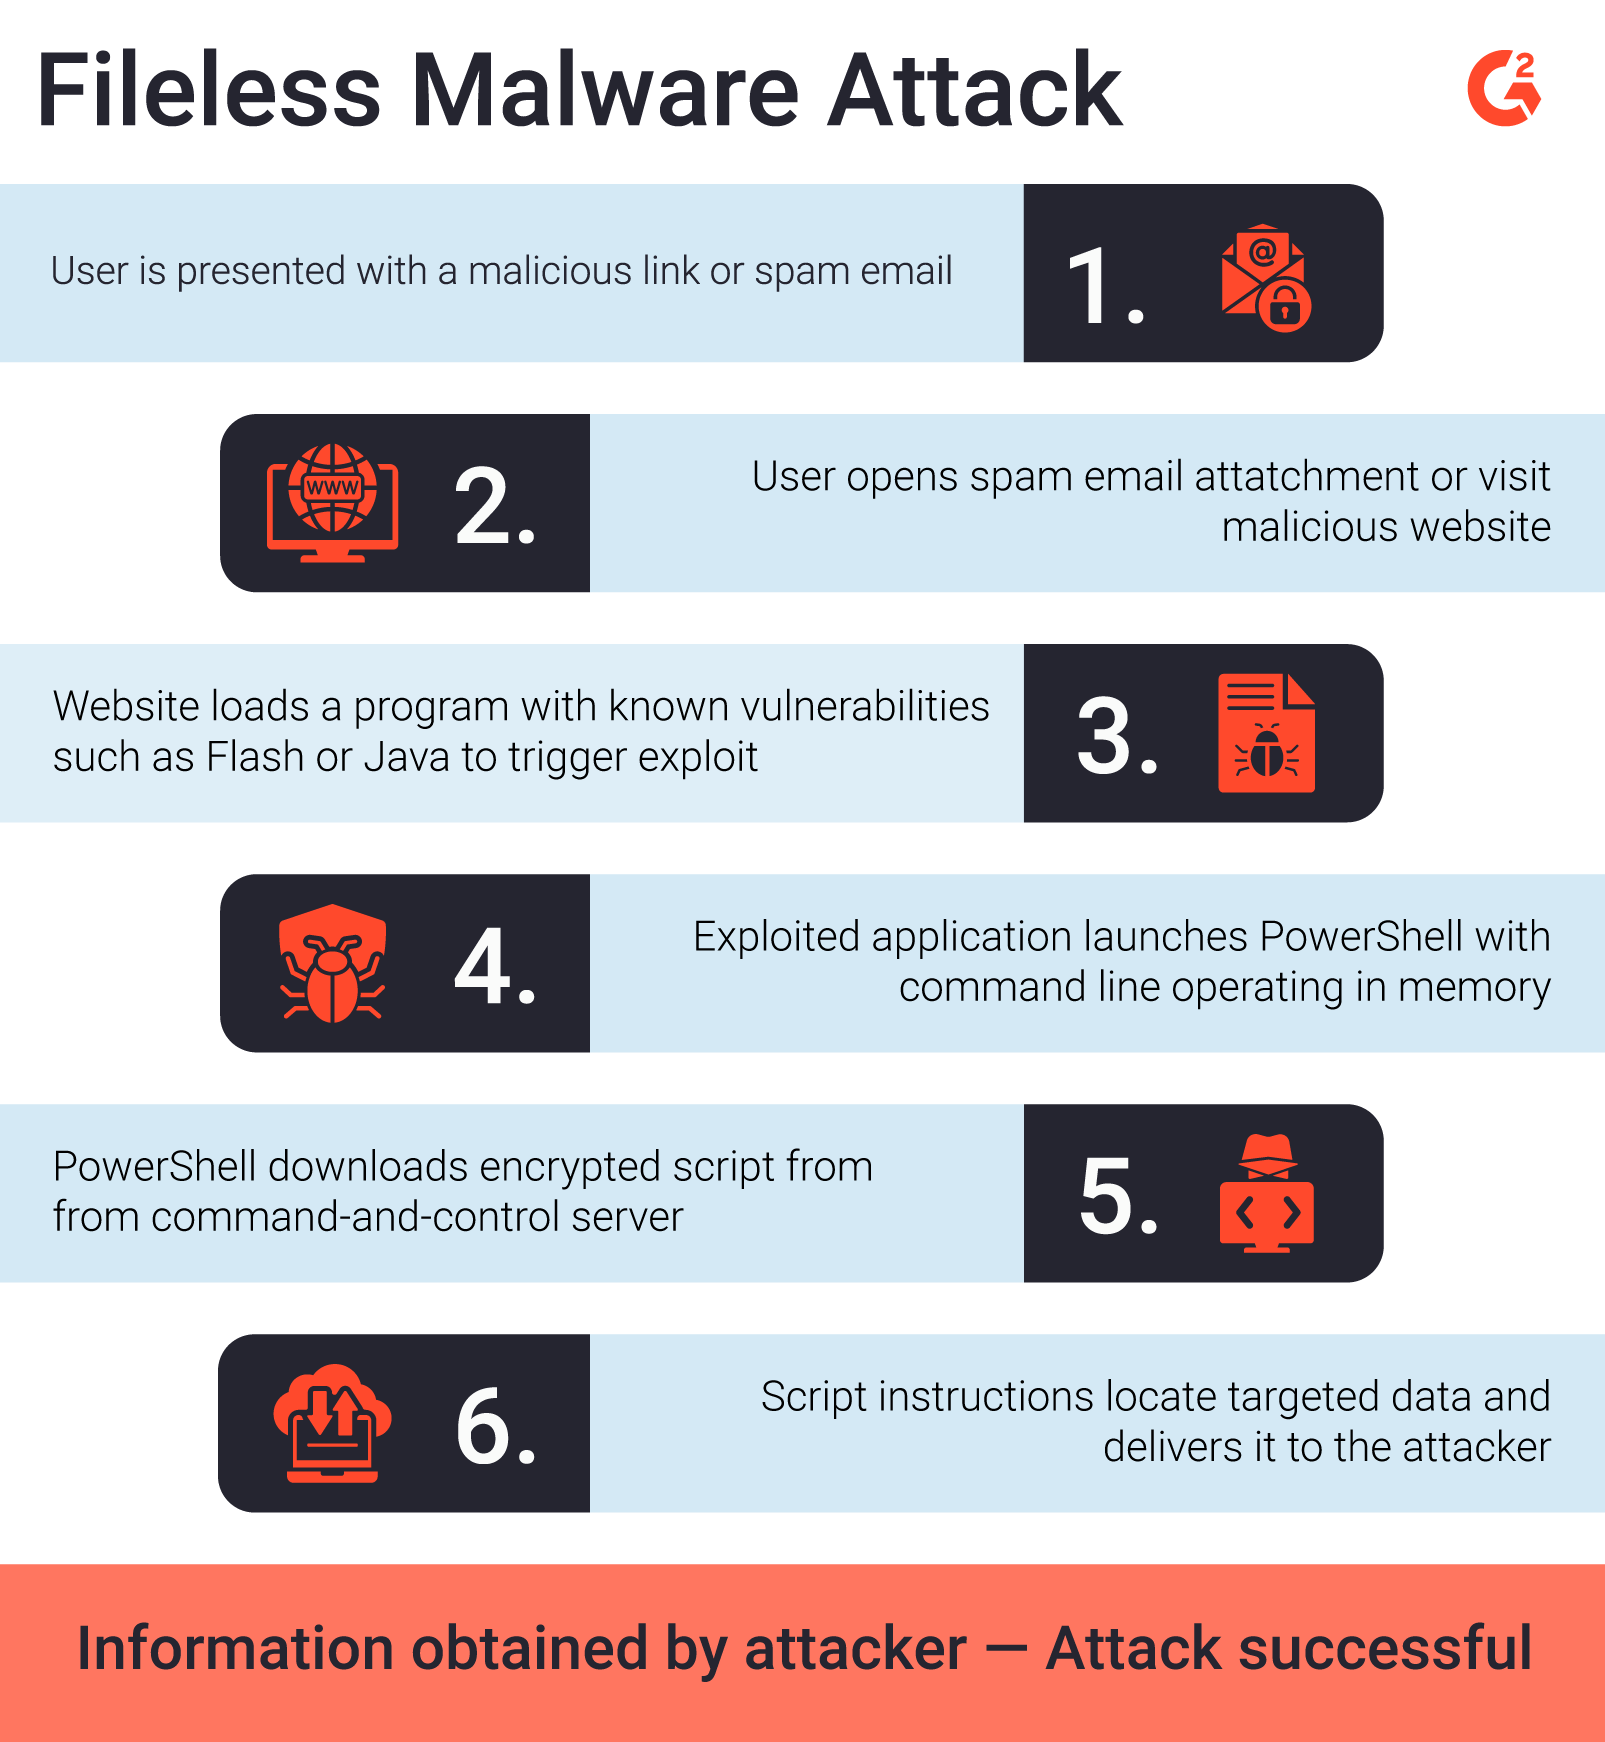 Fileless Malware Attack
G2
User is presented with a malicious link or spam email
1.
@
WWW
2.
User opens spam email attatchment or visit
malicious website
Website loads a program with known vulnerabilities
such as Flash or Java to trigger exploit
3.
4.
Exploited application launches PowerShell with
command line operating in memory
PowerShell downloads encrypted script from
from command-and-control server
5.
6.
Script instructions locate targeted data and
delivers it to the attacker
Information obtained by attacker — Attack successful